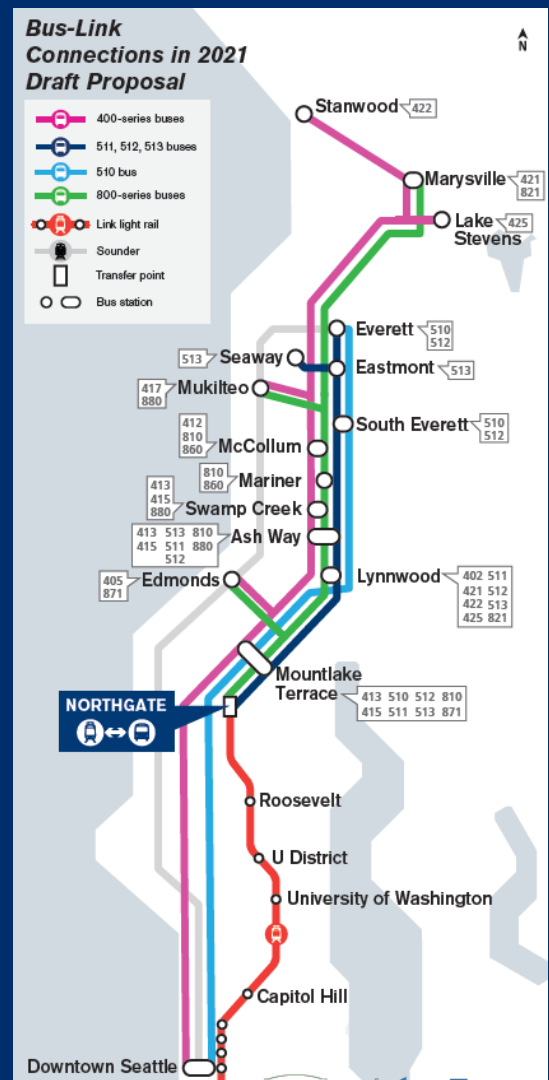 Bus-Link
Connections in 2021
Draft Proposal
N
400-series buses
511, 512, 513 buses
510 bus
800-series buses
Link light rail
Sounder
Transfer point
Bus station
Stanwood
422
Marysville
421
821
Lake
Stevens
425
Everett
510
512
Seaway
513
Eastmont
513
Mukilteo
417
880
South Everett
510
512
McCollum
412
810
860
Mariner
810
860
Swamp Creek
413
415
880
Ash Way
413 513 810
415 511 880
512
Edmonds
405
871
Lynnwood
402 511
421 512
422 513
425 821
Mountlake
Terrace
413 510 512 810
415 511 513 871
NORTHGATE
Roosevelt
U District
University of Washington
Capitol Hill
Downtown Seattle